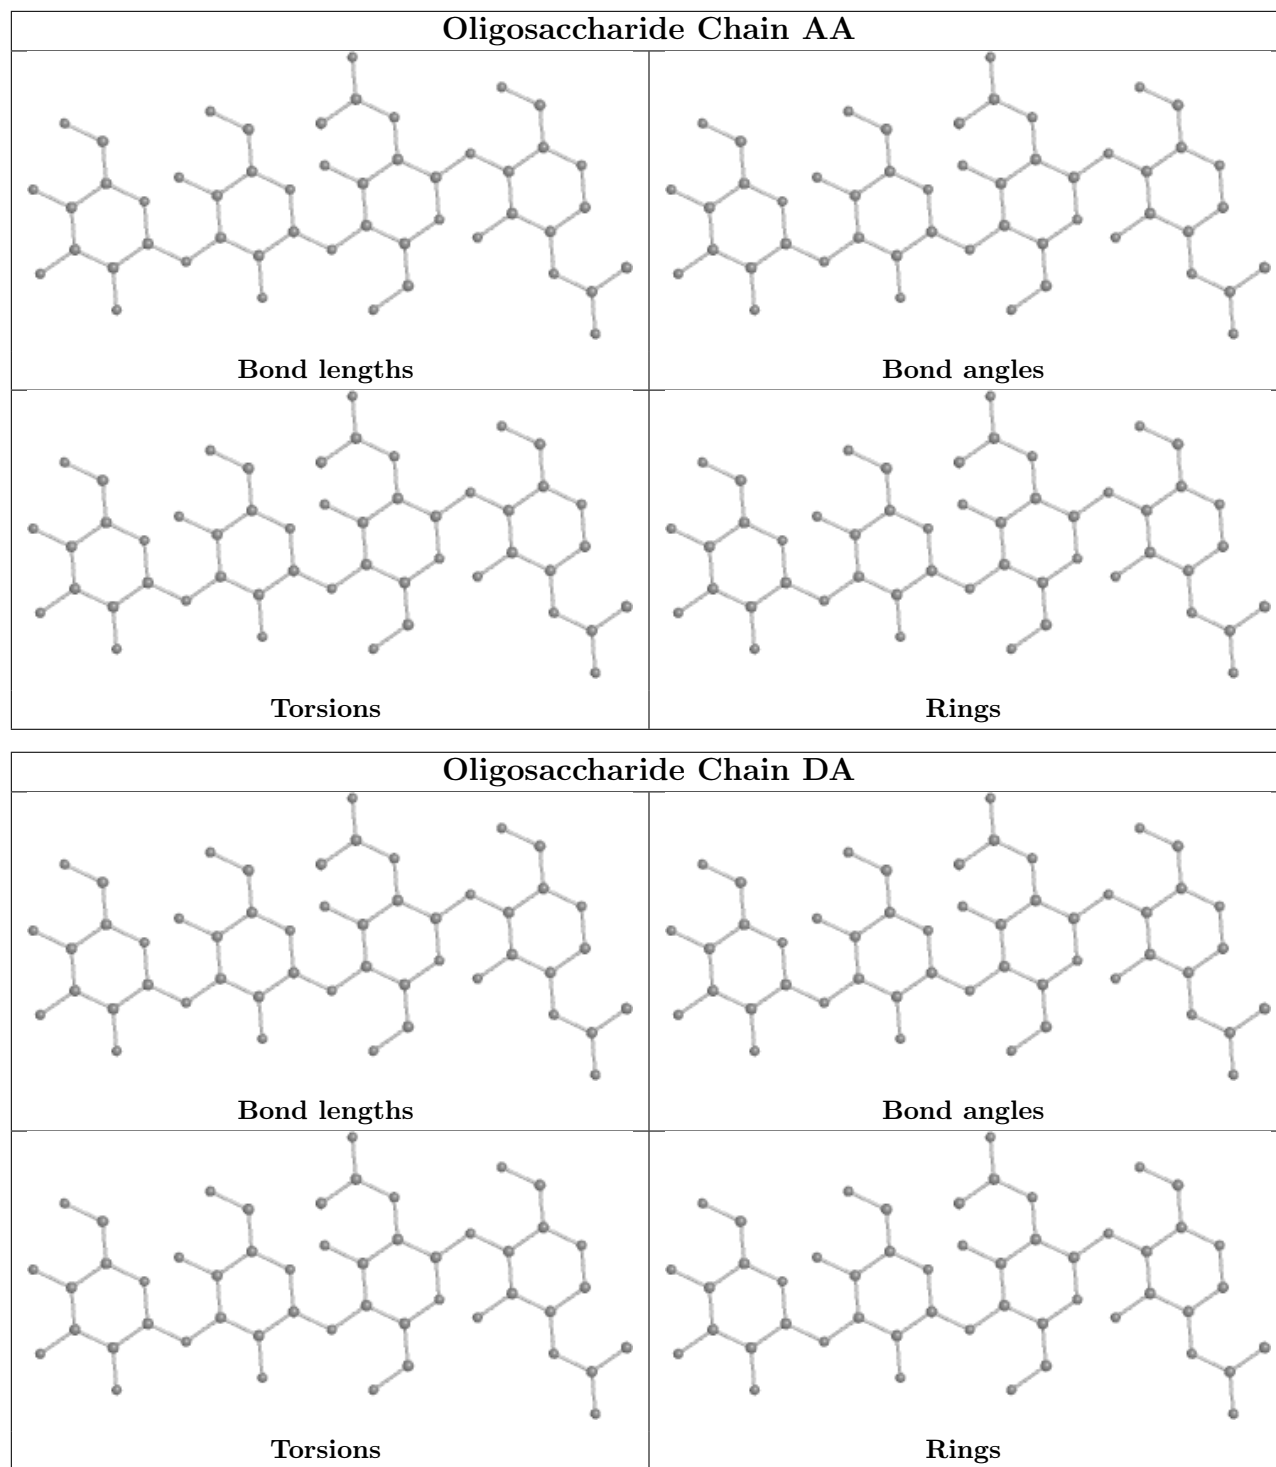 Oligosaccharide Chain AA
Bond lengths
Bond angles
Torsions
Rings
Oligosaccharide Chain DA
Bond lengths
Bond angles
Torsions
Rings